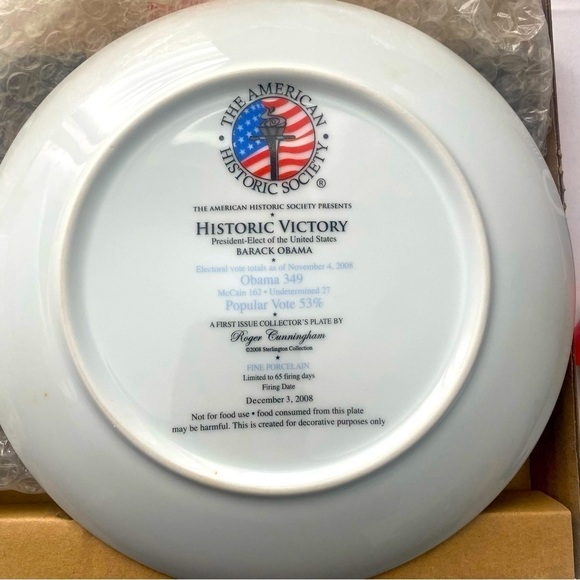 THE AMERICAN
HISTORIC SOCIETY
®
THE AMERICAN HISTORIC SOCIETY PRESENTS
HISTORIC VICTORY
President-Elect of the United States
BARACK OBAMA
Electoral vote totals as of November 4, 2008
Obama 349
McCain 162 • Undetermined 27
Popular Vote 53%
A FIRST ISSUE COLLECTOR'S PLATE BY
Roger Cunningham
©2008 Sterlington Collection
FINE PORCELAIN
Limited to 65 firing days
Firing Date
December 3, 2008
Not for food use • food consumed from this plate
may be harmful. This is created for decorative purposes only